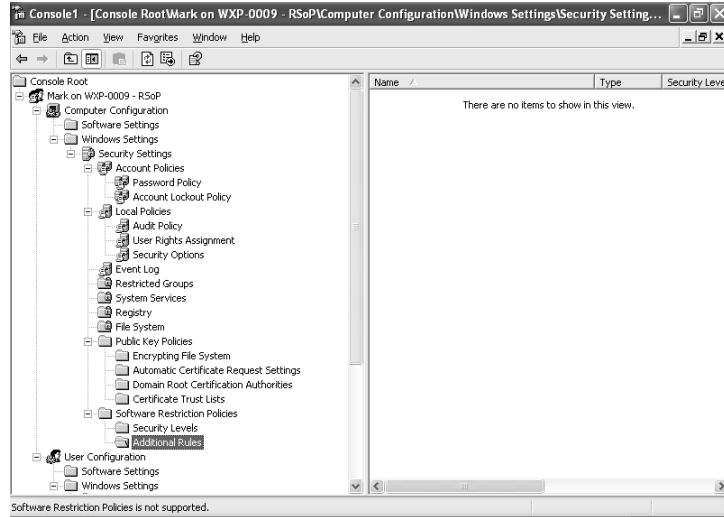 Console1 - [Console Root\Mark on WXP-0009 - RSoP\Computer Configuration\Windows Settings\Security Setting...
File Action View Favorites Window Help
Console Root
Mark on WXP-0009 - RSoP
Computer Configuration
Software Settings
Windows Settings
Security Settings
Account Policies
Password Policy
Account Lockout Policy
Local Policies
Audit Policy
User Rights Assignment
Security Options
Event Log
Restricted Groups
System Services
Registry
File System
Public Key Policies
Encrypting File System
Automatic Certificate Request Settings
Domain Root Certification Authorities
Certificate Trust Lists
Software Restriction Policies
Security Levels
Additional Rules
User Configuration
Software Settings
Windows Settings
Name Type Security Leve
There are no items to show in this view.
Software Restriction Policies is not supported.